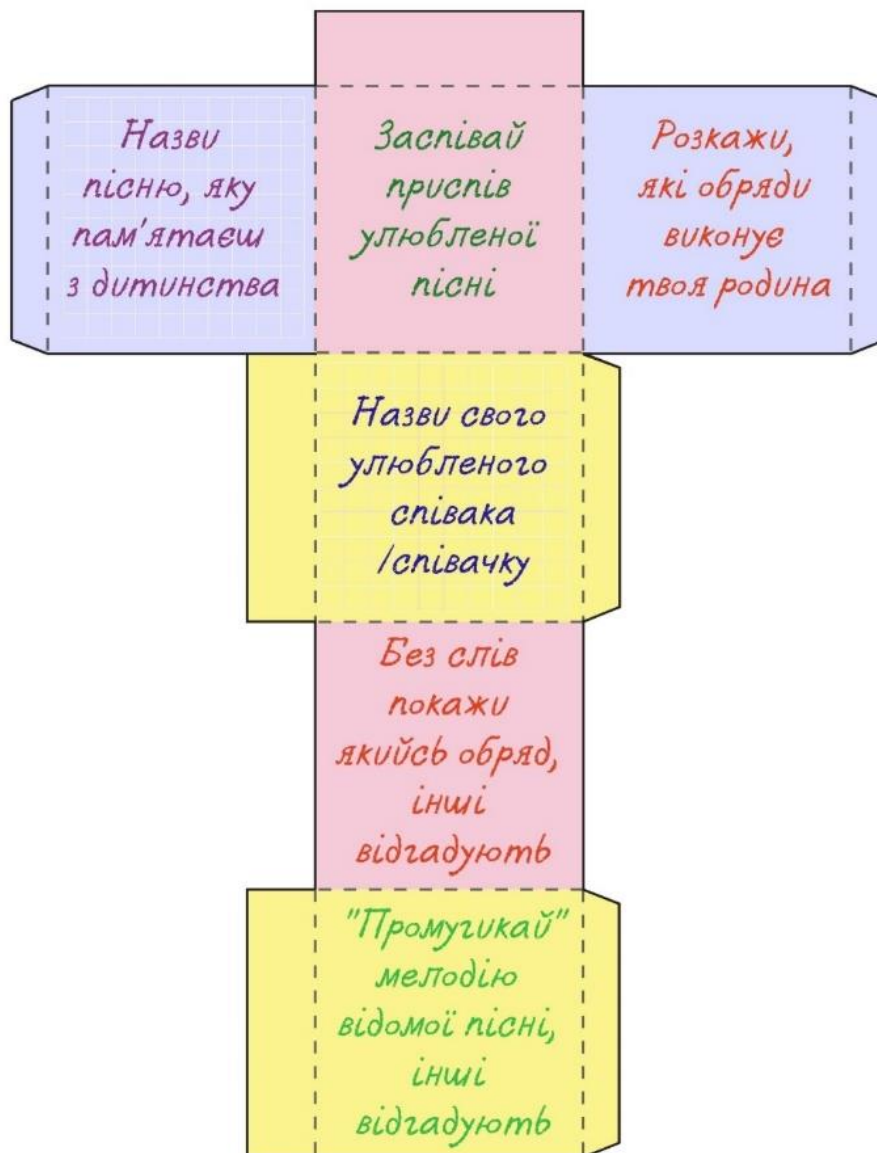 Назви
пісню, яку
пам'ятаєш
з дитинства
Заспівай
приспів
улюбленої
пісні
Розкажи,
які обряди
виконує
твоя родина
Назви свого
улюбленого
співака
/співачку
Без слів
покажи
якийсь обряд,
інші
відгадують
"Промугикай"
мелодію
відомої пісні,
інші
відгадують